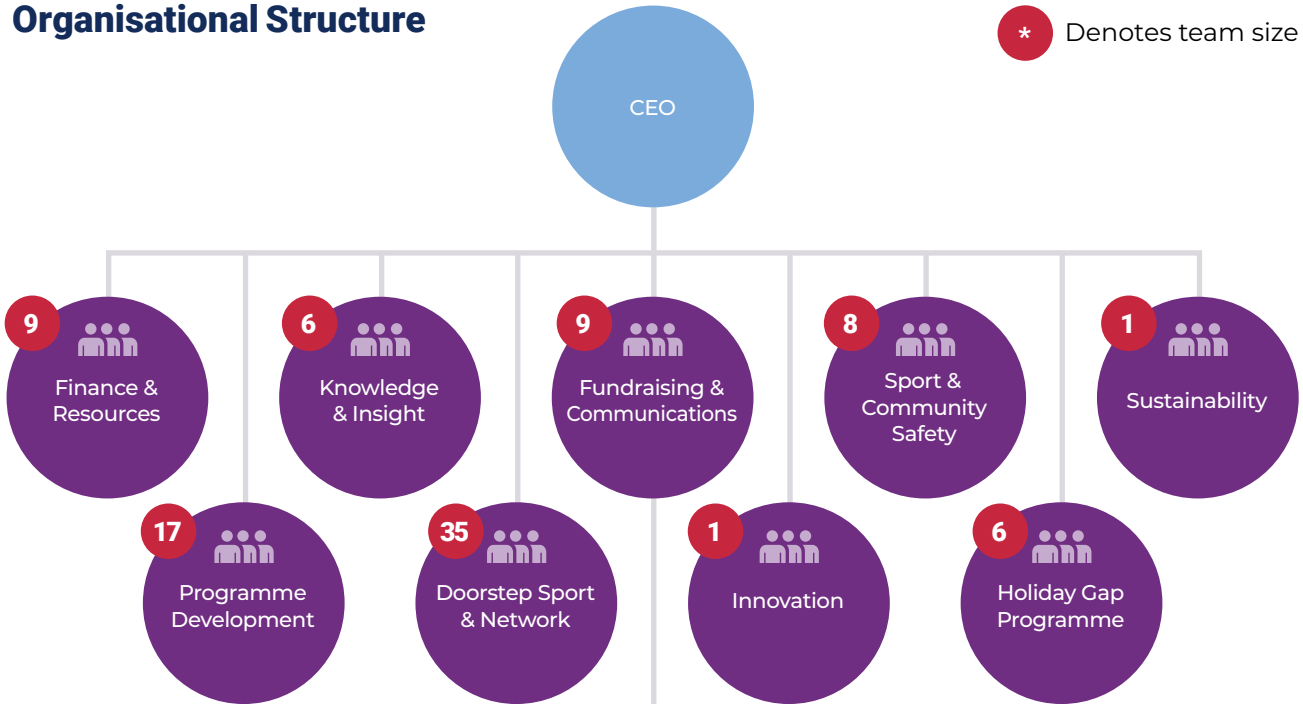 Organisational Structure
*
Denotes team size
CEO
9
Finance &
Resources
6
Knowledge
& Insight
9
Fundraising &
Communications
8
Sport &
Community
Safety
1
Sustainability
17
Programme
Development
35
Doorstep Sport
& Network
1
Innovation
6
Holiday Gap
Programme